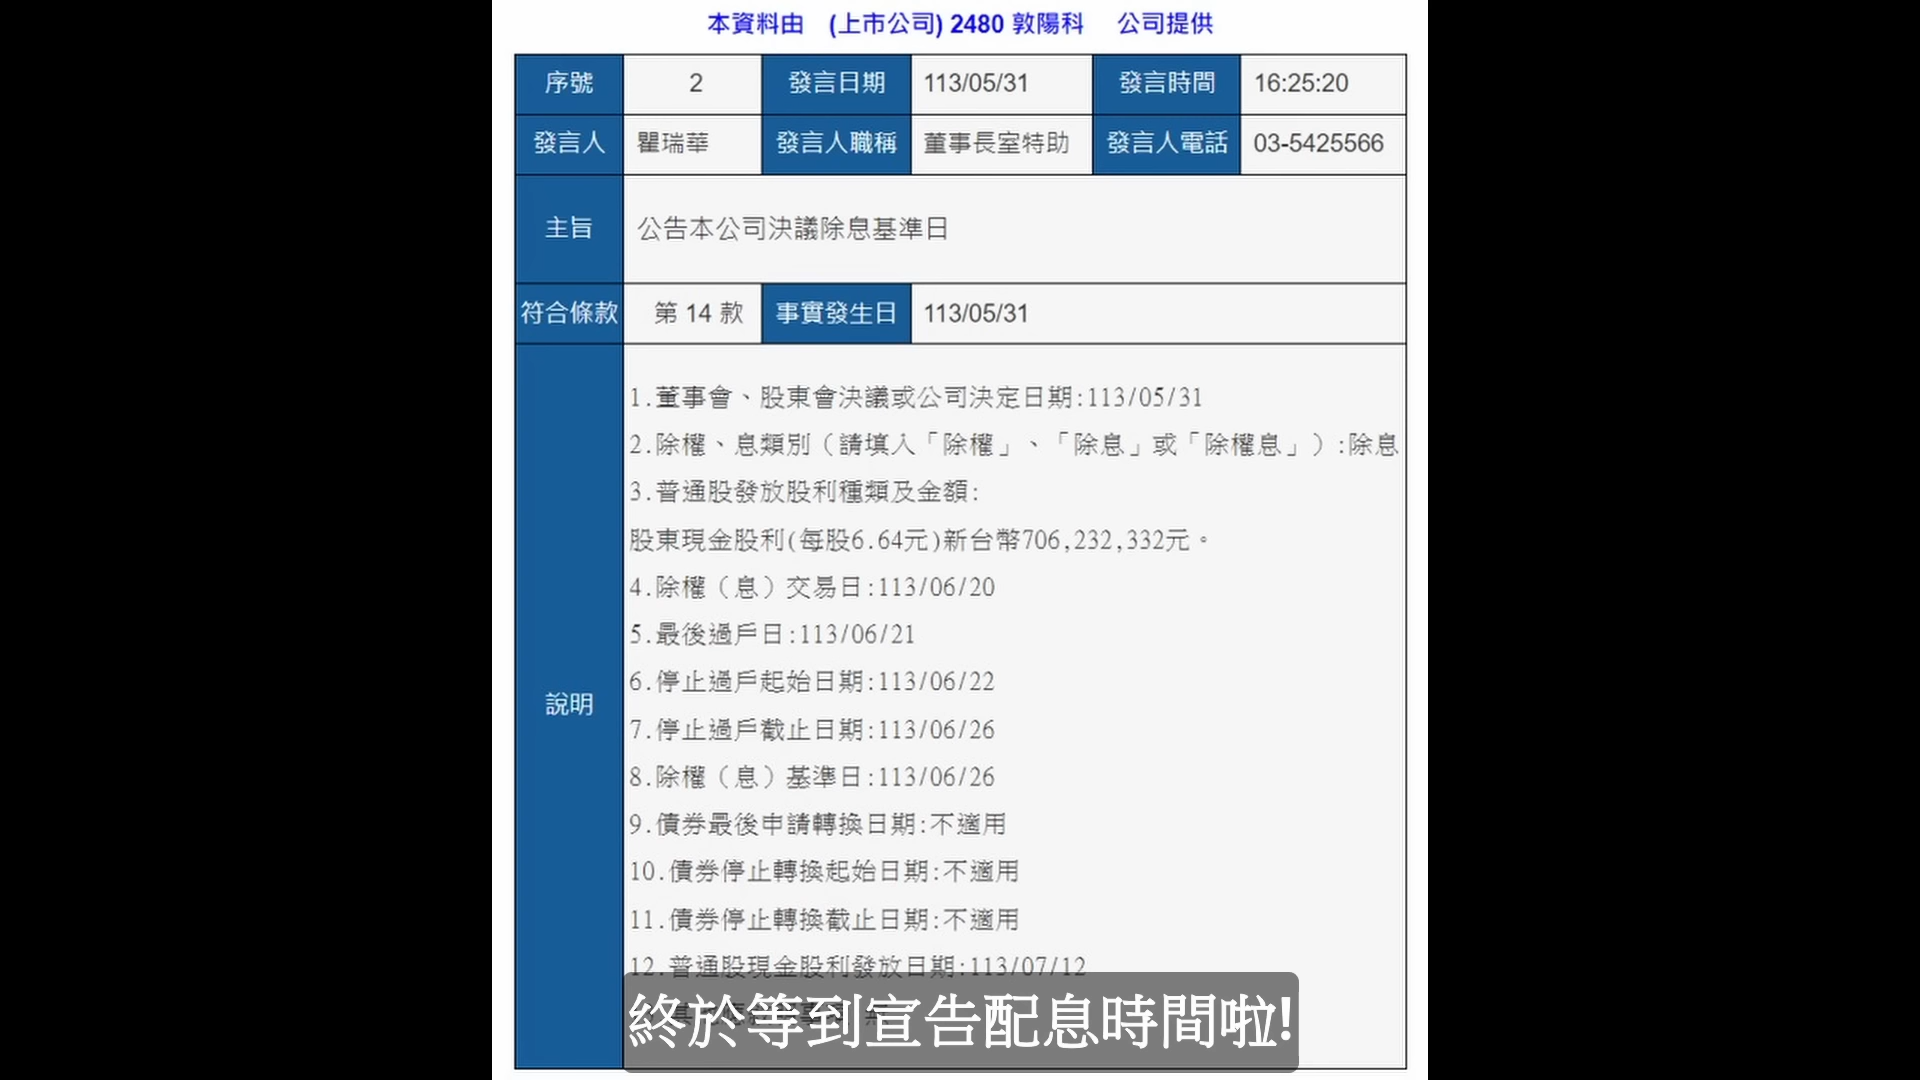 本資料由 (上市公司) 2480 敦陽科 公司提供
序號 2 發言日期 113/05/31 發言時間 16:25:20
發言人 瞿瑞華 發言人職稱 董事長室特助 發言人電話 03-5425566
主旨 公告本公司決議除息基準日
符合條款 第 14 款 事實發生日 113/05/31
說明
1.董事會、股東會決議或公司決定日期:113/05/31
2.除權、息類別（請填入「除權」、「除息」或「除權息」）:除息
3.普通股發放股利種類及金額:
股東現金股利(每股6.64元)新台幣706,232,332元。
4.除權（息）交易日:113/06/20
5.最後過戶日:113/06/21
6.停止過戶起始日期:113/06/22
7.停止過戶截止日期:113/06/26
8.除權（息）基準日:113/06/26
9.債券最後申請轉換日期:不適用
10.債券停止轉換起始日期:不適用
11.債券停止轉換截止日期:不適用
12.普通股現金股利發放日期:113/07/12
終於等到宣告配息時間啦!